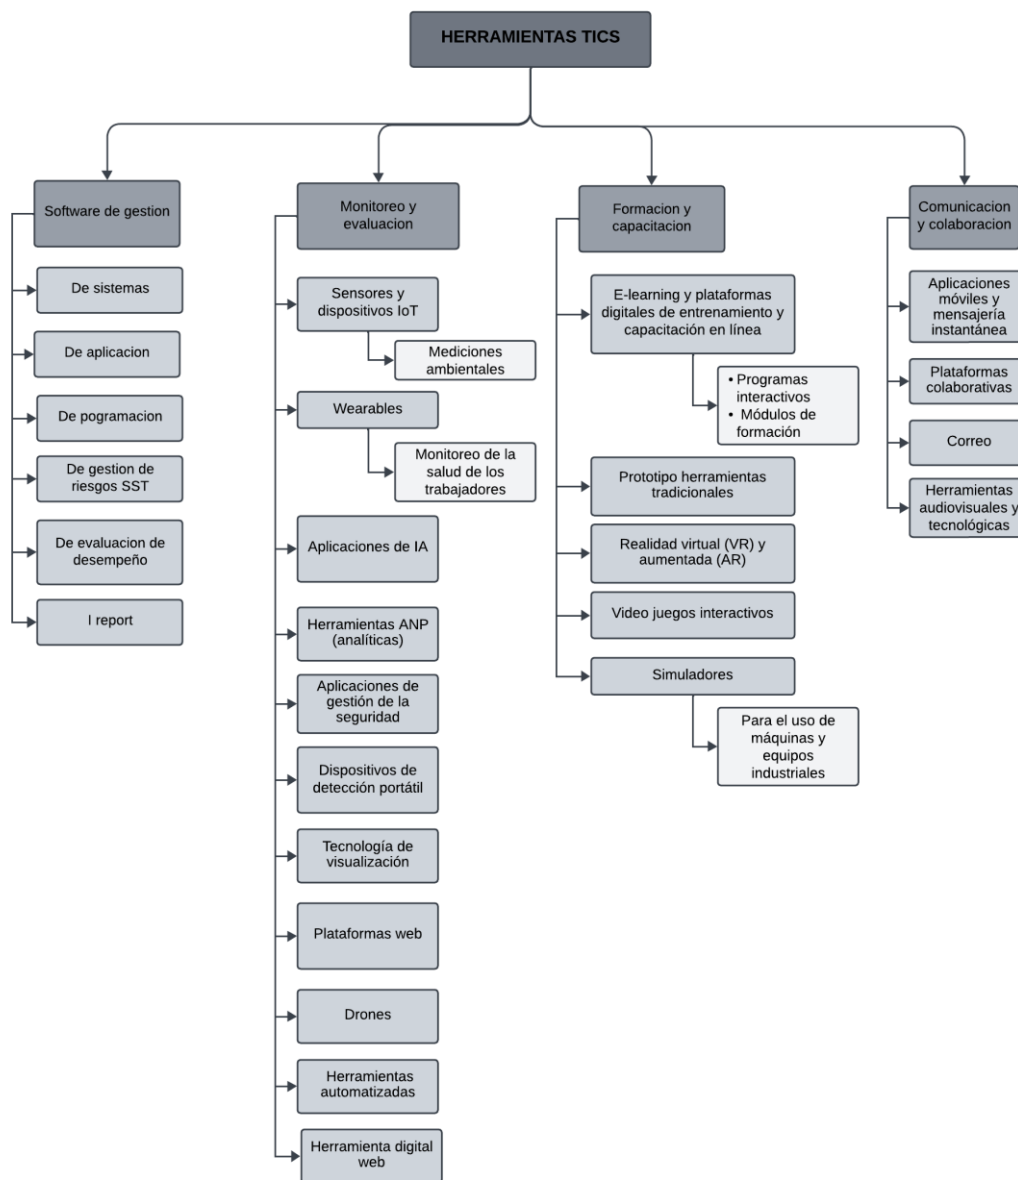 HERRAMIENTAS TICS
Software de gestion
De sistemas
De aplicacion
De pogramacion
De gestion de
riesgos SST
De evaluacion de
desempeño
I report
Monitoreo y
evaluacion
Sensores y
dispositivos IoT
Mediciones
ambientales
Wearables
Monitoreo de la
salud de los
trabajadores
Aplicaciones de IA
Herramientas ANP
(analíticas)
Aplicaciones de
gestión de la
seguridad
Dispositivos de
detección portátil
Tecnología de
visualización
Plataformas web
Drones
Herramientas
automatizadas
Herramienta digital
web
Formacion y
capacitacion
E-learning y plataformas
digitales de entrenamiento y
capacitación en línea
• Programas
interactivos
• Módulos de
formación
Prototipo herramientas
tradicionales
Realidad virtual (VR) y
aumentada (AR)
Video juegos interactivos
Simuladores
Para el uso de
máquinas y
equipos
industriales
Comunicacion
y colaboracion
Aplicaciones
móviles y
mensajería
instantánea
Plataformas
colaborativas
Correo
Herramientas
audiovisuales y
tecnológicas